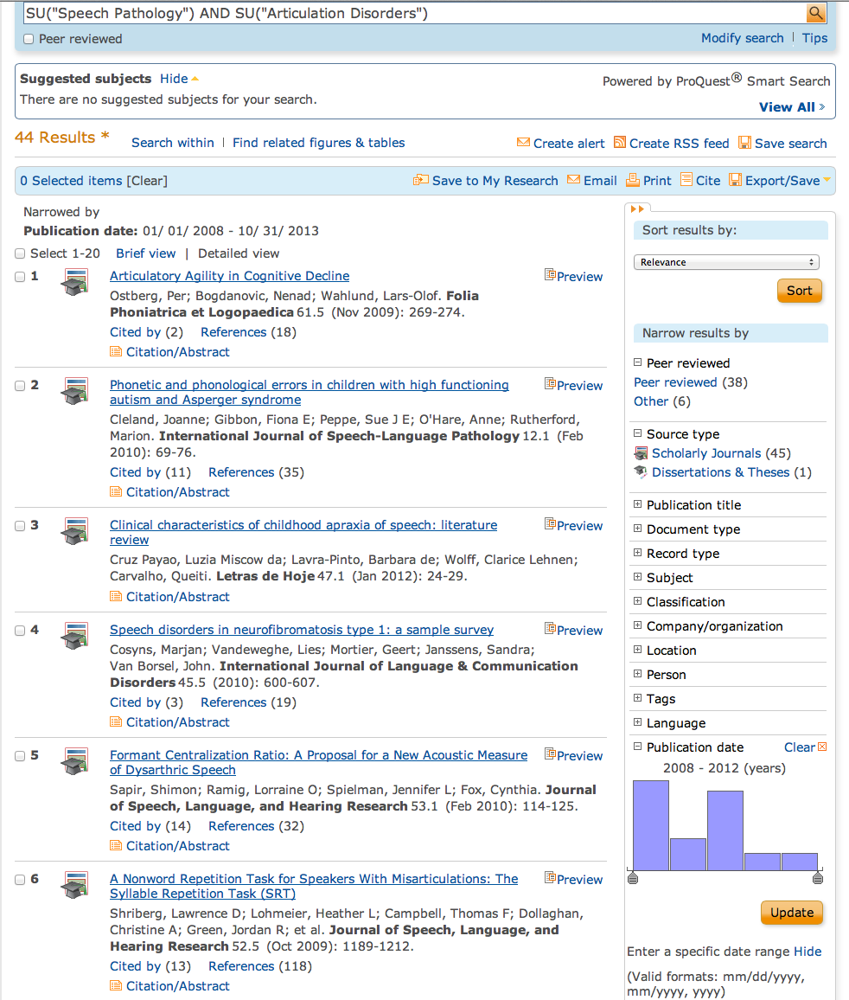 SU("Speech Pathology") AND SU("Articulation Disorders")
Peer reviewed
Modify search | Tips
Suggested subjects Hide
Powered by ProQuest® Smart Search
There are no suggested subjects for your search.
View All »
44 Results *
Search within | Find related figures & tables
Create alert Create RSS feed Save search
0 Selected items [Clear]
Save to My Research Email Print Cite Export/Save
Narrowed by
Publication date: 01/ 01/ 2008 - 10/ 31/ 2013
Select 1-20 Brief view | Detailed view
1 Articulatory Agility in Cognitive Decline
Preview
Ostberg, Per; Bogdanovic, Nenad; Wahlund, Lars-Olof. Folia
Phoniatrica et Logopaedica 61.5 (Nov 2009): 269-274.
Cited by (2) References (18)
Citation/Abstract
2 Phonetic and phonological errors in children with high functioning
autism and Asperger syndrome
Preview
Cleland, Joanne; Gibbon, Fiona E; Peppe, Sue J E; O'Hare, Anne; Rutherford,
Marion. International Journal of Speech-Language Pathology 12.1 (Feb
2010): 69-76.
Cited by (11) References (35)
Citation/Abstract
3 Clinical characteristics of childhood apraxia of speech: literature
review
Preview
Cruz Payao, Luzia Miscow da; Lavra-Pinto, Barbara de; Wolff, Clarice Lehnen;
Carvalho, Queiti. Letras de Hoje 47.1 (Jan 2012): 24-29.
Citation/Abstract
4 Speech disorders in neurofibromatosis type 1: a sample survey
Preview
Cosyns, Marjan; Vandeweghe, Lies; Mortier, Geert; Janssens, Sandra;
Van Borsel, John. International Journal of Language & Communication
Disorders 45.5 (2010): 600-607.
Cited by (3) References (19)
Citation/Abstract
5 Formant Centralization Ratio: A Proposal for a New Acoustic Measure
of Dysarthric Speech
Preview
Sapir, Shimon; Ramig, Lorraine O; Spielman, Jennifer L; Fox, Cynthia. Journal
of Speech, Language, and Hearing Research 53.1 (Feb 2010): 114-125.
Cited by (14) References (32)
Citation/Abstract
6 A Nonword Repetition Task for Speakers With Misarticulations: The
Syllable Repetition Task (SRT)
Preview
Shriberg, Lawrence D; Lohmeier, Heather L; Campbell, Thomas F; Dollaghan,
Christine A; Green, Jordan R; et al. Journal of Speech, Language, and
Hearing Research 52.5 (Oct 2009): 1189-1212.
Cited by (13) References (118)
Citation/Abstract
Sort results by:
Relevance
Sort
Narrow results by
Peer reviewed
Peer reviewed (38)
Other (6)
Source type
Scholarly Journals (45)
Dissertations & Theses (1)
Publication title
Document type
Record type
Subject
Classification
Company/organization
Location
Person
Tags
Language
Publication date Clear
2008 - 2012 (years)
Update
Enter a specific date range Hide
(Valid formats: mm/dd/yyyy,
mm/yyyy, yyyy)